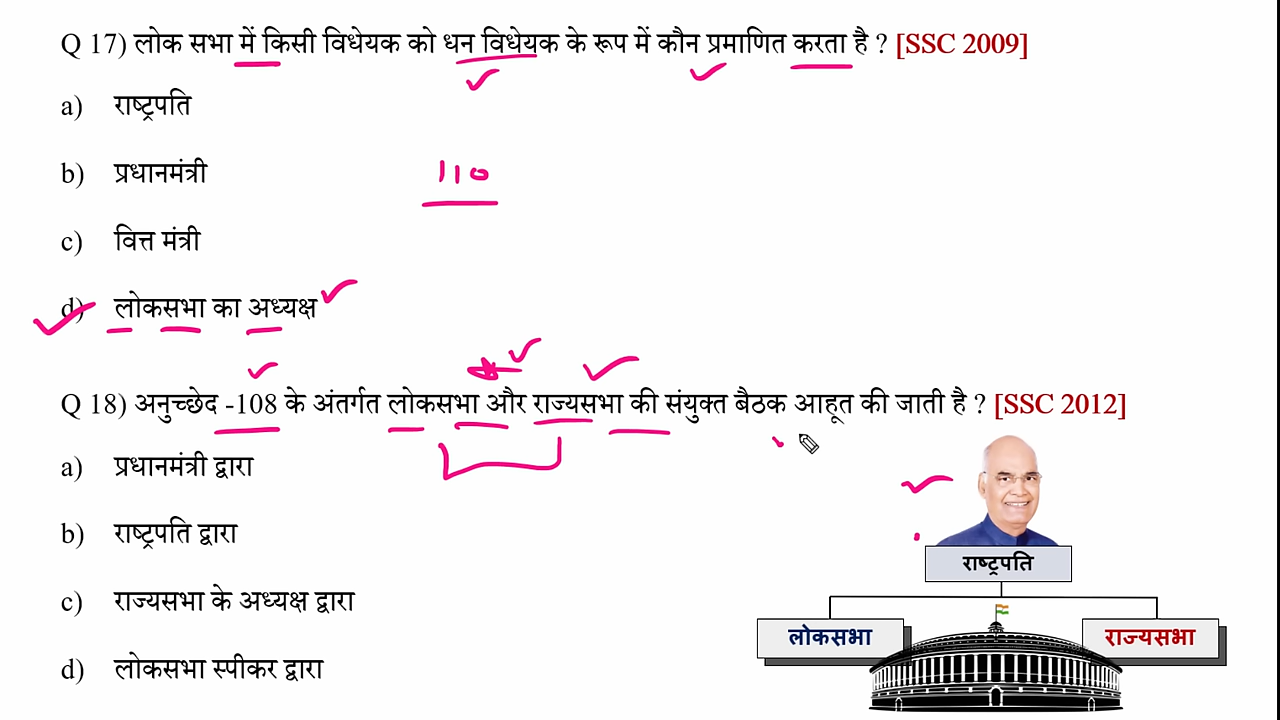 Q 17) लोक सभा में किसी विधेयक को धन विधेयक के रूप में कौन प्रमाणित करता है ? [SSC 2009]
a) राष्ट्रपति
b) प्रधानमंत्री
110
c) वित्त मंत्री
d) लोकसभा का अध्यक्ष
Q 18) अनुच्छेद -108 के अंतर्गत लोकसभा और राज्यसभा की संयुक्त बैठक आहूत की जाती है ? [SSC 2012]
a) प्रधानमंत्री द्वारा
b) राष्ट्रपति द्वारा
c) राज्यसभा के अध्यक्ष द्वारा
d) लोकसभा स्पीकर द्वारा
राष्ट्रपति
लोकसभा
राज्यसभा